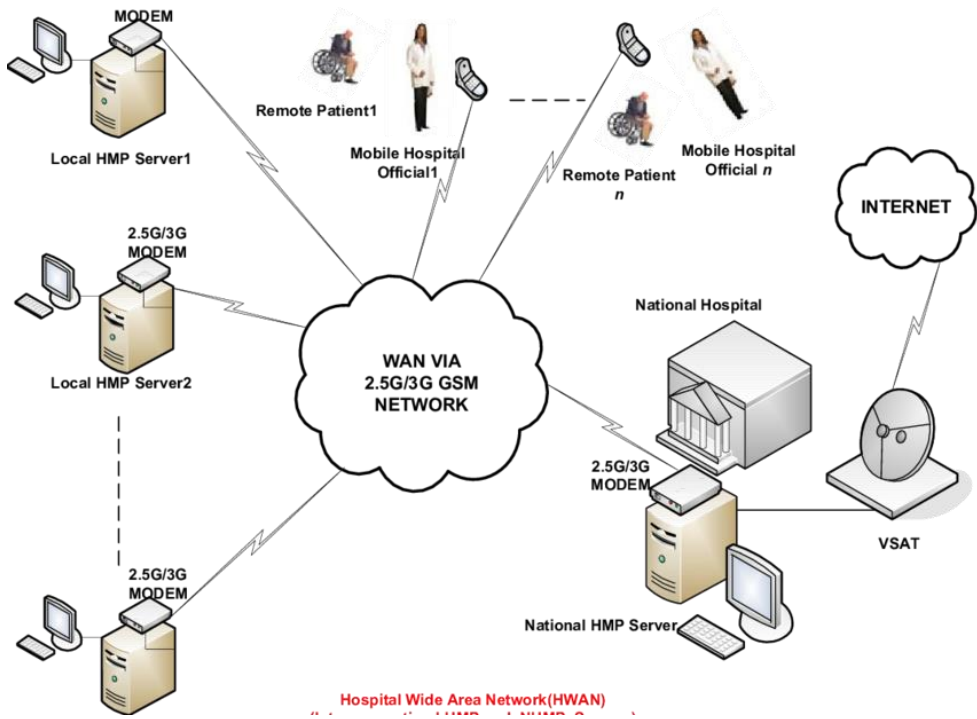 MODEM
Local HMP Server1
Remote Patient1
Mobile Hospital
Official1
Remote Patient
n
Mobile Hospital
Official n
INTERNET
2.5G/3G
MODEM
Local HMP Server2
WAN VIA
2.5G/3G GSM
NETWORK
National Hospital
2.5G/3G
MODEM
VSAT
National HMP Server
2.5G/3G
MODEM
Hospital Wide Area Network(HWAN)